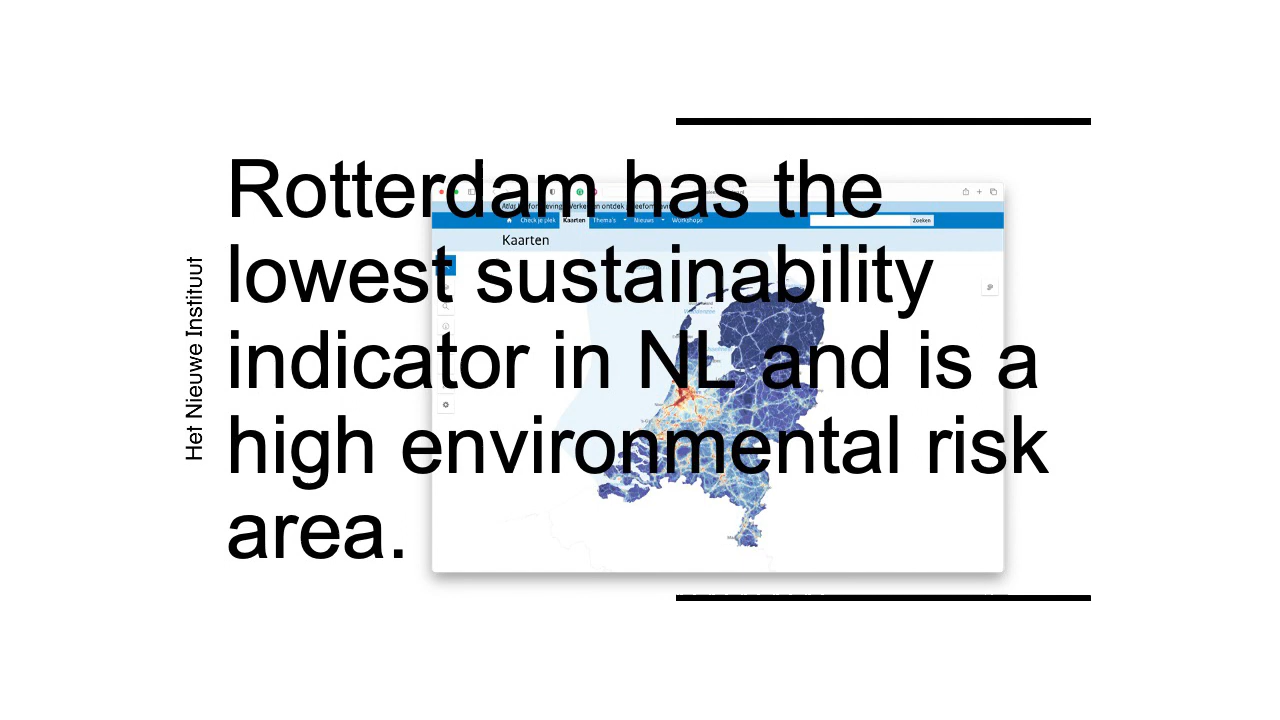 Het Nieuwe Instituut
Rotterdam has the
lowest sustainability
indicator in NL and is a
high environmental risk
area.
Check je plek Kaarten Thema's Nieuws Workshops
Zoeken
Kaarten